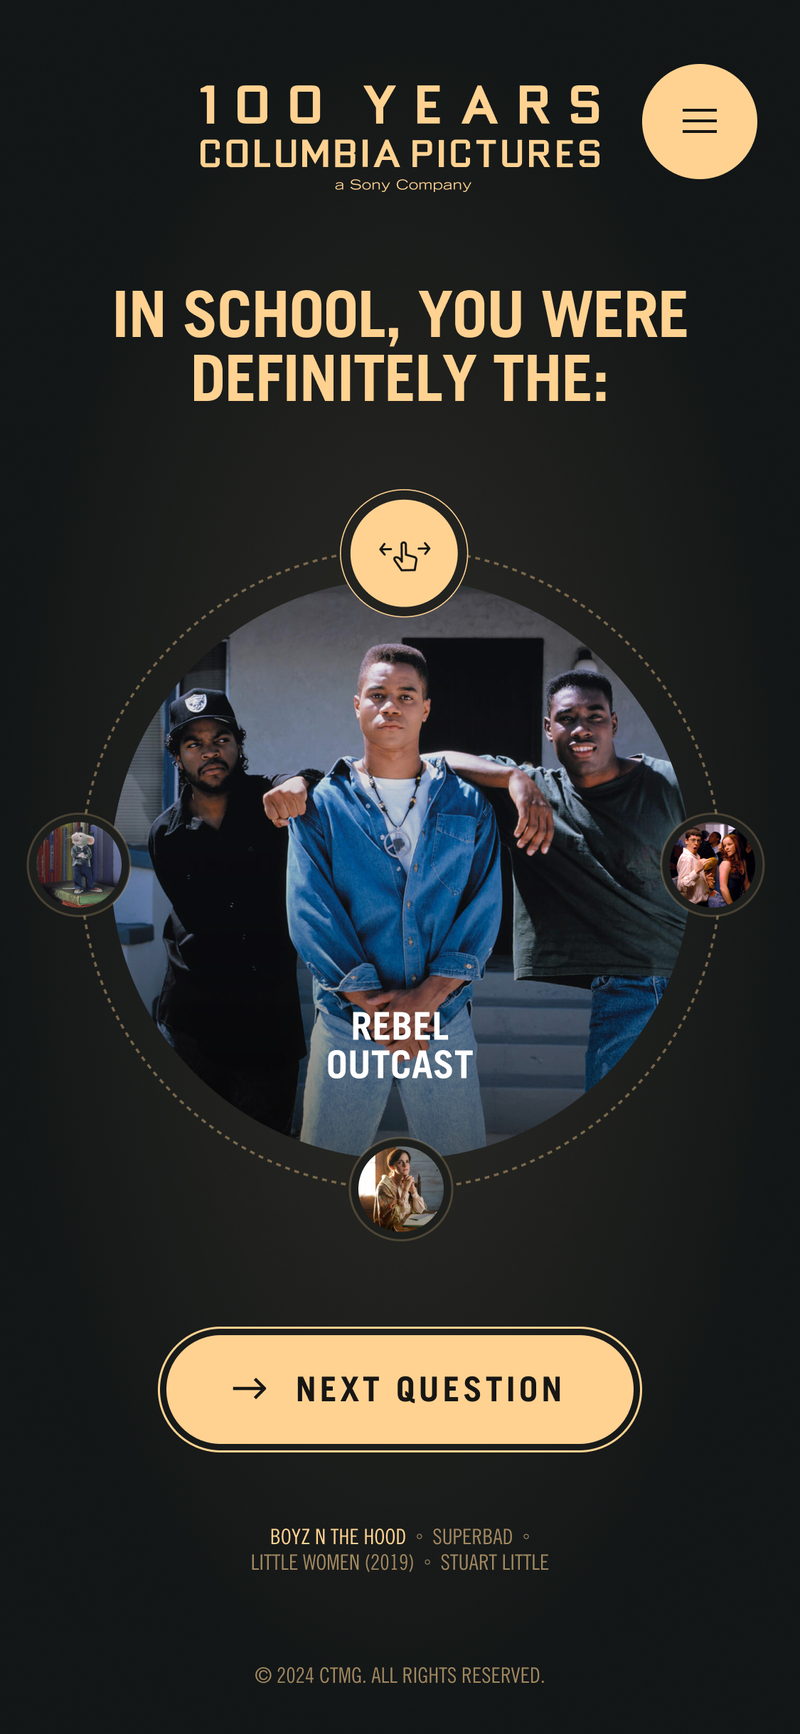 100 YEARS
COLUMBIA PICTURES
a Sony Company
IN SCHOOL, YOU WERE
DEFINITELY THE:
REBEL
OUTCAST
→ NEXT QUESTION
BOYZ N THE HOOD ◦ SUPERBAD ◦
LITTLE WOMEN (2019) ◦ STUART LITTLE
© 2024 CTMG. ALL RIGHTS RESERVED.